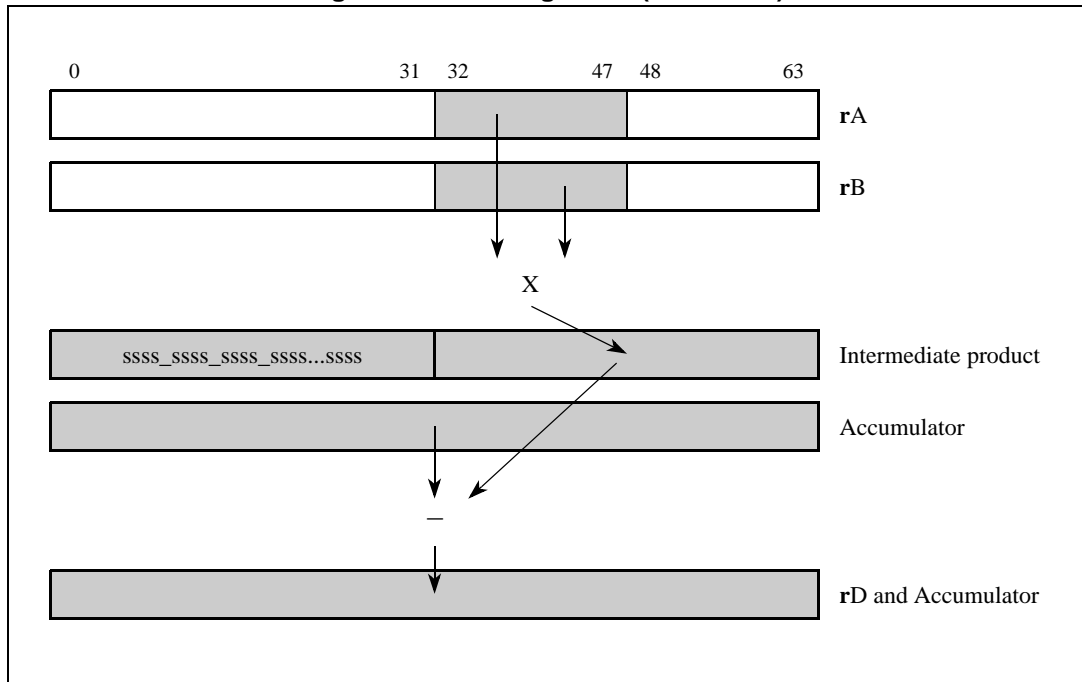 0 31 32 47 48 63
rA
rB
X
ssss_ssss_ssss_ssss...ssss Intermediate product
Accumulator
–
rD and Accumulator